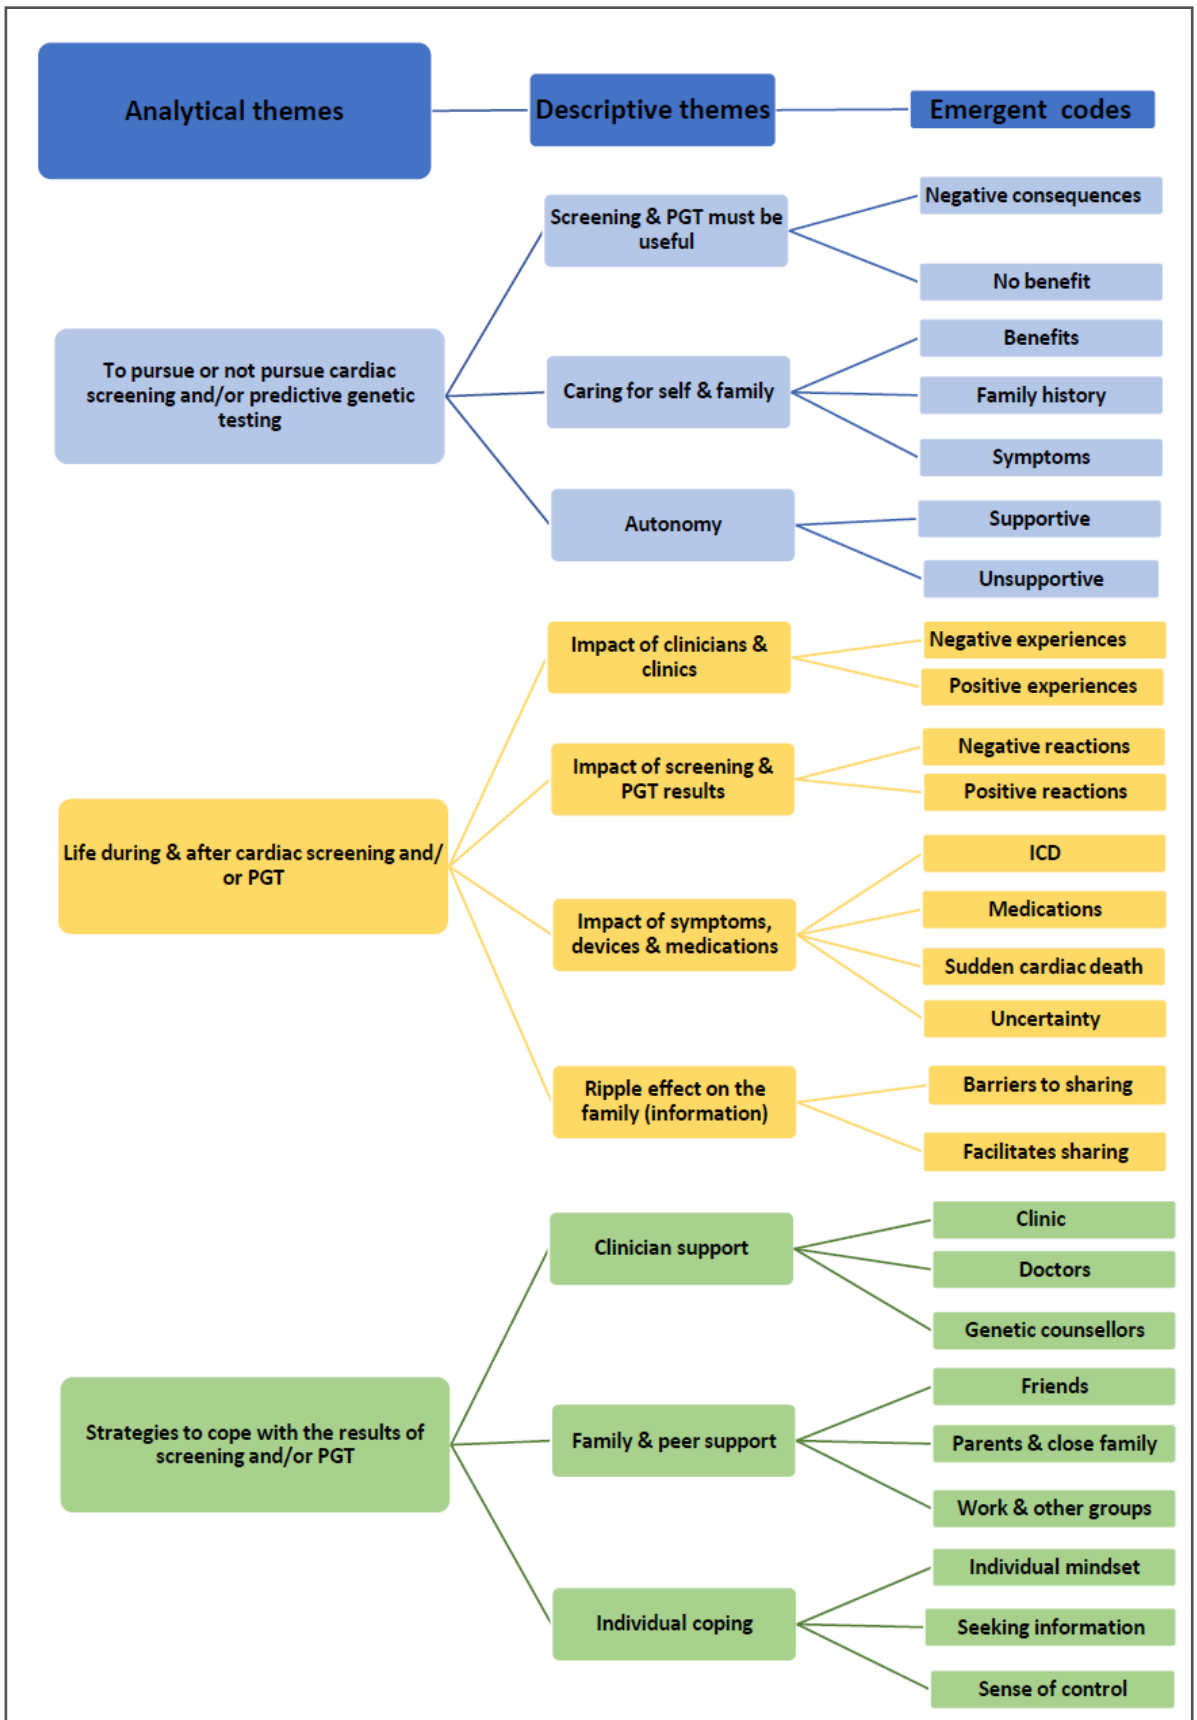 Analytical themes
Descriptive themes
Emergent codes
To pursue or not pursue cardiac
screening and/or predictive genetic
testing
Screening & PGT must be
useful
Negative consequences
No benefit
Caring for self & family
Benefits
Family history
Symptoms
Autonomy
Supportive
Unsupportive
Life during & after cardiac screening and/
or PGT
Impact of clinicians &
clinics
Negative experiences
Positive experiences
Impact of screening &
PGT results
Negative reactions
Positive reactions
Impact of symptoms,
devices & medications
ICD
Medications
Sudden cardiac death
Uncertainty
Ripple effect on the
family (information)
Barriers to sharing
Facilitates sharing
Strategies to cope with the results of
screening and/or PGT
Clinician support
Clinic
Doctors
Genetic counsellors
Family & peer support
Friends
Parents & close family
Work & other groups
Individual coping
Individual mindset
Seeking information
Sense of control